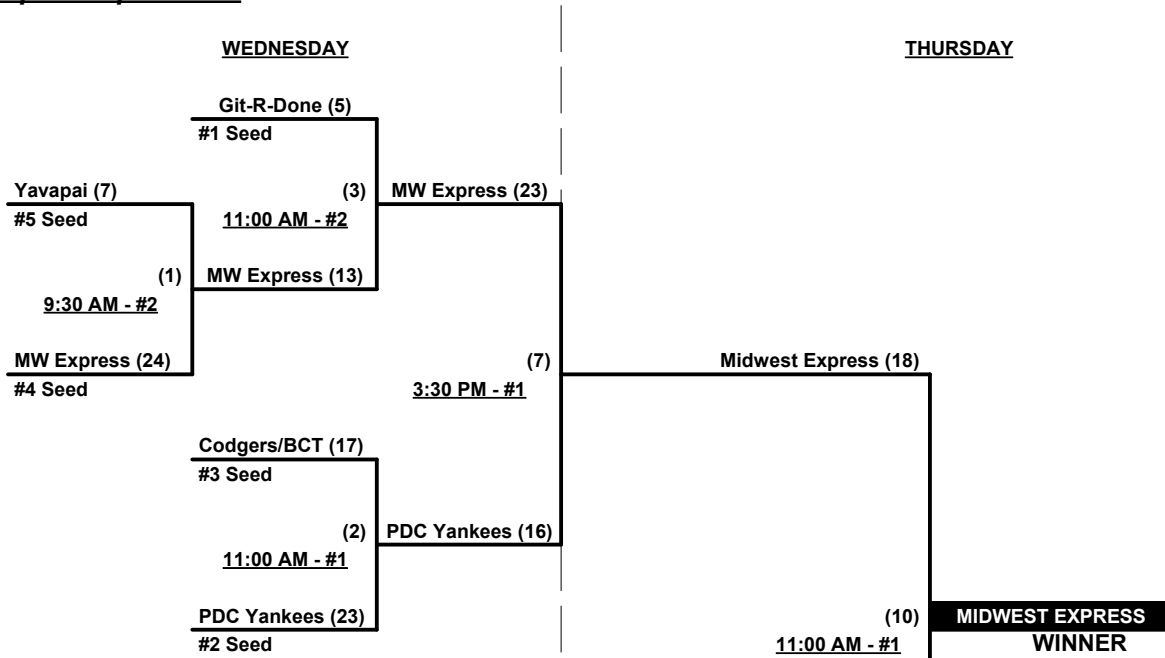 WEDNESDAY
THURSDAY
Git-R-Done (5)
#1 Seed
Yavapai (7)
(3)
MW Express (23)
#5 Seed
11:00 AM - #2
(1)
MW Express (13)
9:30 AM - #2
MW Express (24)
(7)
Midwest Express (18)
#4 Seed
3:30 PM - #1
Codgers/BCT (17)
#3 Seed
(2)
PDC Yankees (16)
11:00 AM - #1
PDC Yankees (23)
(10)
MIDWEST EXPRESS
#2 Seed
11:00 AM - #1
WINNER